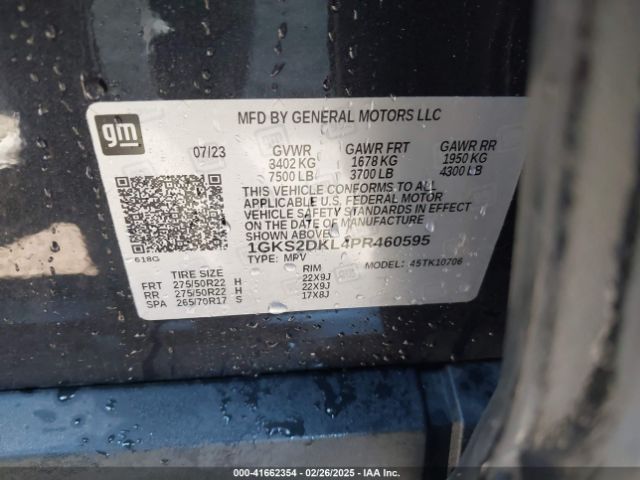 gm
MFD BY GENERAL MOTORS LLC
07/23 GVWR GAWR FRT GAWR RR
3402 KG 1678 KG 1950 KG
7500 LB 3700 LB 4300 LB
THIS VEHICLE CONFORMS TO ALL
APPLICABLE U.S. FEDERAL MOTOR
VEHICLE SAFETY STANDARDS IN EFFECT
ON THE DATE OF MANUFACTURE
SHOWN ABOVE.
1GKS2DKL4PR460595
618G
TYPE: MPV MODEL: 45TK10706
TIRE SIZE RIM
FRT 275/50R22 H 22X9J
RR 275/50R22 H 22X9J
SPA 265/70R17 S 17X8J
000-41662354 | 02/26/2025 - IAA Inc.